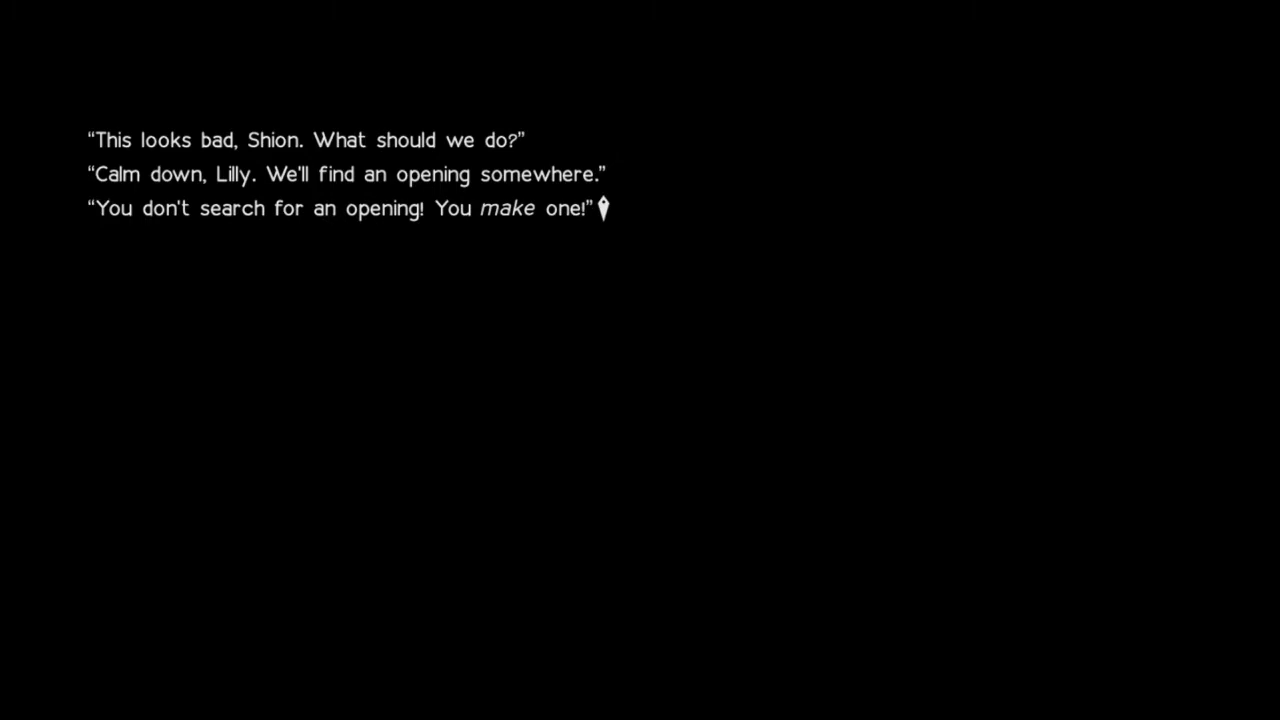 “This looks bad, Shion. What should we do?”
“Calm down, Lilly. We'll find an opening somewhere.”
“You don't search for an opening! You make one!”